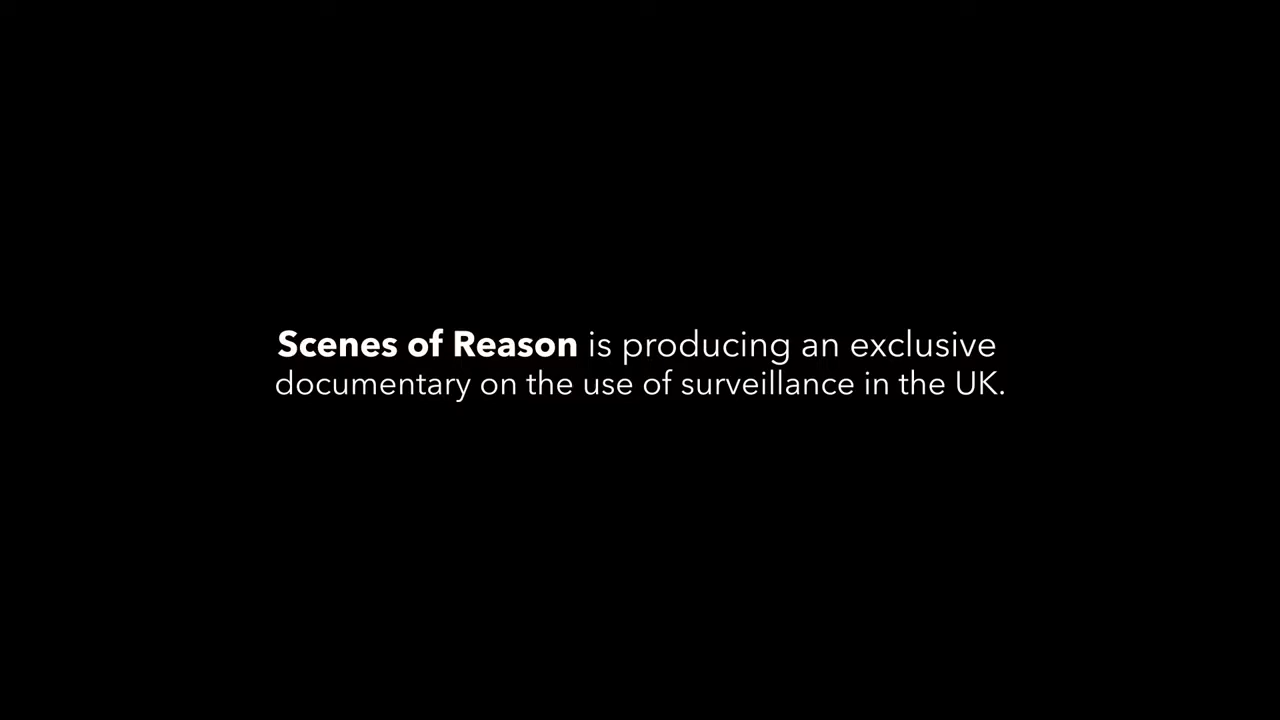 Scenes of Reason is producing an exclusive
documentary on the use of surveillance in the UK.